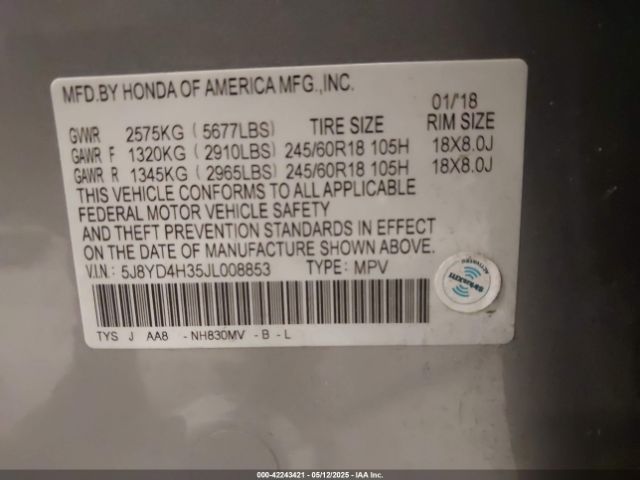 MFD.BY HONDA OF AMERICA MFG.,INC.
01/'18
GVWR 2575KG ( 5677LBS) TIRE SIZE RIM SIZE
GAWR F 1320KG ( 2910LBS) 245/60R18 105H 18X8.0J
GAWR R 1345KG ( 2965LBS) 245/60R18 105H 18X8.0J
THIS VEHICLE CONFORMS TO ALL APPLICABLE
FEDERAL MOTOR VEHICLE SAFETY
AND THEFT PREVENTION STANDARDS IN EFFECT
ON THE DATE OF MANUFACTURE SHOWN ABOVE.
V.I.N.: 5J8YD4H35JL008853 TYPE: MPV
TYS J AA8 - NH830MV - B - L
ACTIVATED
SiriusXM
000-42243421 - 05/12/2025 - IAA Inc.